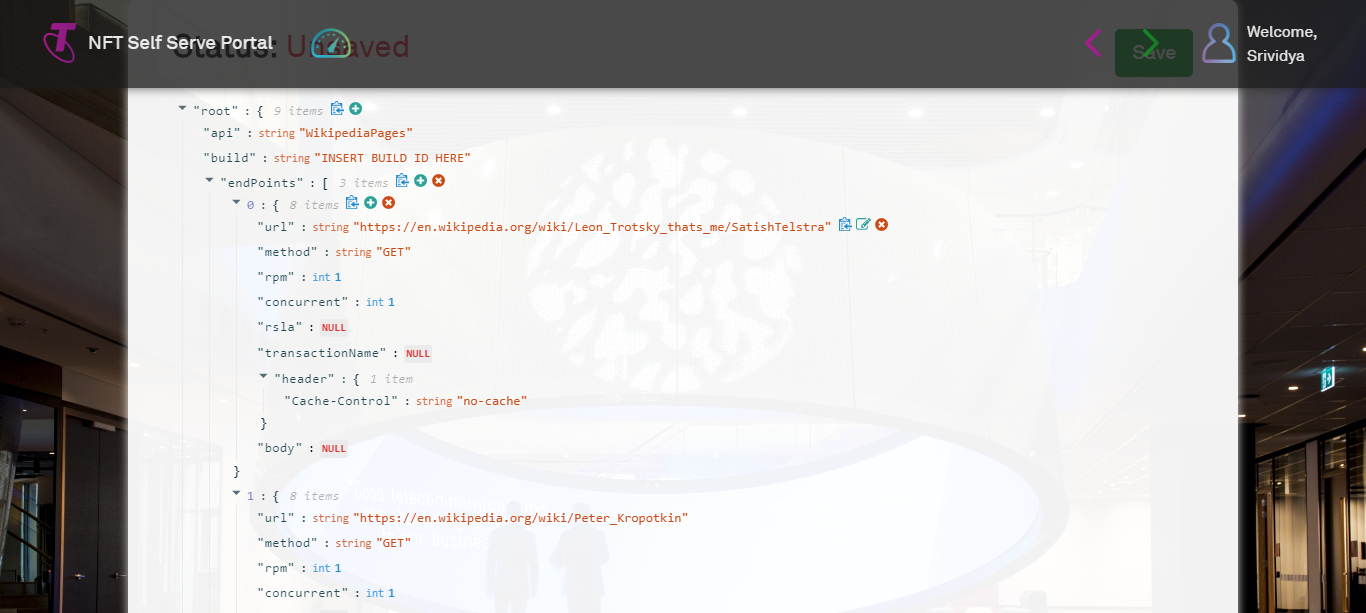 NFT Self Serve Portal
Status: Unsaved
Save
Welcome,
Srividya
"root" : { 9 items
"api" : string "WikipediaPages"
"build" : string "INSERT BUILD ID HERE"
"endPoints" : [ 3 items
0 : { 8 items
"url" : string "https://en.wikipedia.org/wiki/Leon_Trotsky_thats_me/SatishTelstra"
"method" : string "GET"
"rpm" : int 1
"concurrent" : int 1
"rsla" : NULL
"transactionName" : NULL
"header" : { 1 item
"Cache-Control" : string "no-cache"
}
"body" : NULL
}
1 : { 8 items
"url" : string "https://en.wikipedia.org/wiki/Peter_Kropotkin"
"method" : string "GET"
"rpm" : int 1
"concurrent" : int 1